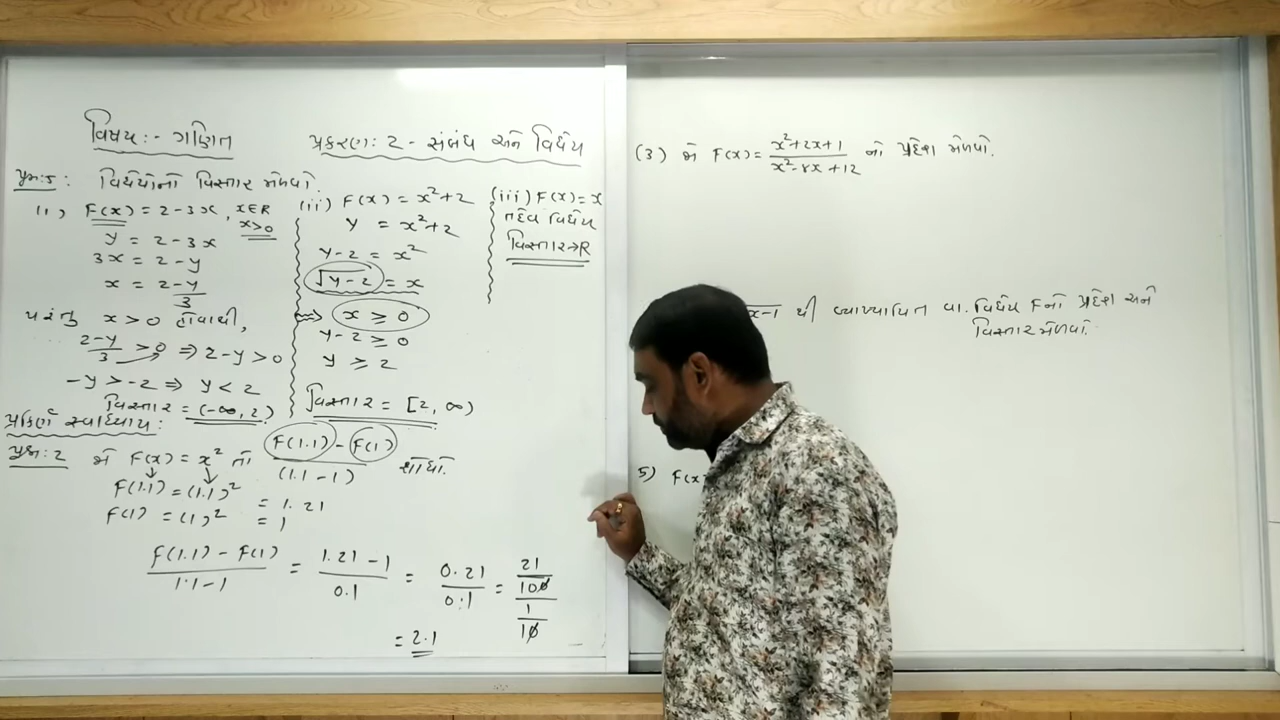 વિષય:- ગણિત
પ્રકરણ: 2 - સંબંધ અને વિધેય
પ્રશ્ન:5: વિધેયોનો વિસ્તાર મેળવો.
(i) F(x) = 2-3x, x∈R
x>0
y = 2-3x
3x = 2-y
x = 2-y/3
પરંતુ x > 0 હોવાથી,
2-y/3 > 0 ⇒ 2-y > 0
-y > -2 ⇒ y < 2
વિસ્તાર = (-∞, 2)
(ii) F(x) = x²+2
y = x²+2
y-2 = x²
√y-2 = x
⇒ x ≥ 0
y-2 ≥ 0
y ≥ 2
વિસ્તાર = [2, ∞)
(iii) F(x) = x
તદેવ વિધેય
વિસ્તાર→R
પ્રકિર્ણ સ્વાધ્યાય:
પ્રશ્ન:2 જો F(x) = x² તો F(1.1) - F(1) / (1.1-1) શોધો.
F(1.1) = (1.1)² = 1.21
F(1) = (1)² = 1
F(1.1) - F(1) / 1.1-1 = 1.21-1 / 0.1 = 0.21 / 0.1 = 21/100 / 1/10
= 2.1
(3) જો F(x) = x²+2x+1 / x²-8x+12 નો પ્રદેશ મેળવો.
x-1 થી વ્યાખ્યાયિત વા. વિધેય F નો પ્રદેશ અને
વિસ્તાર મેળવો.
5) F(x